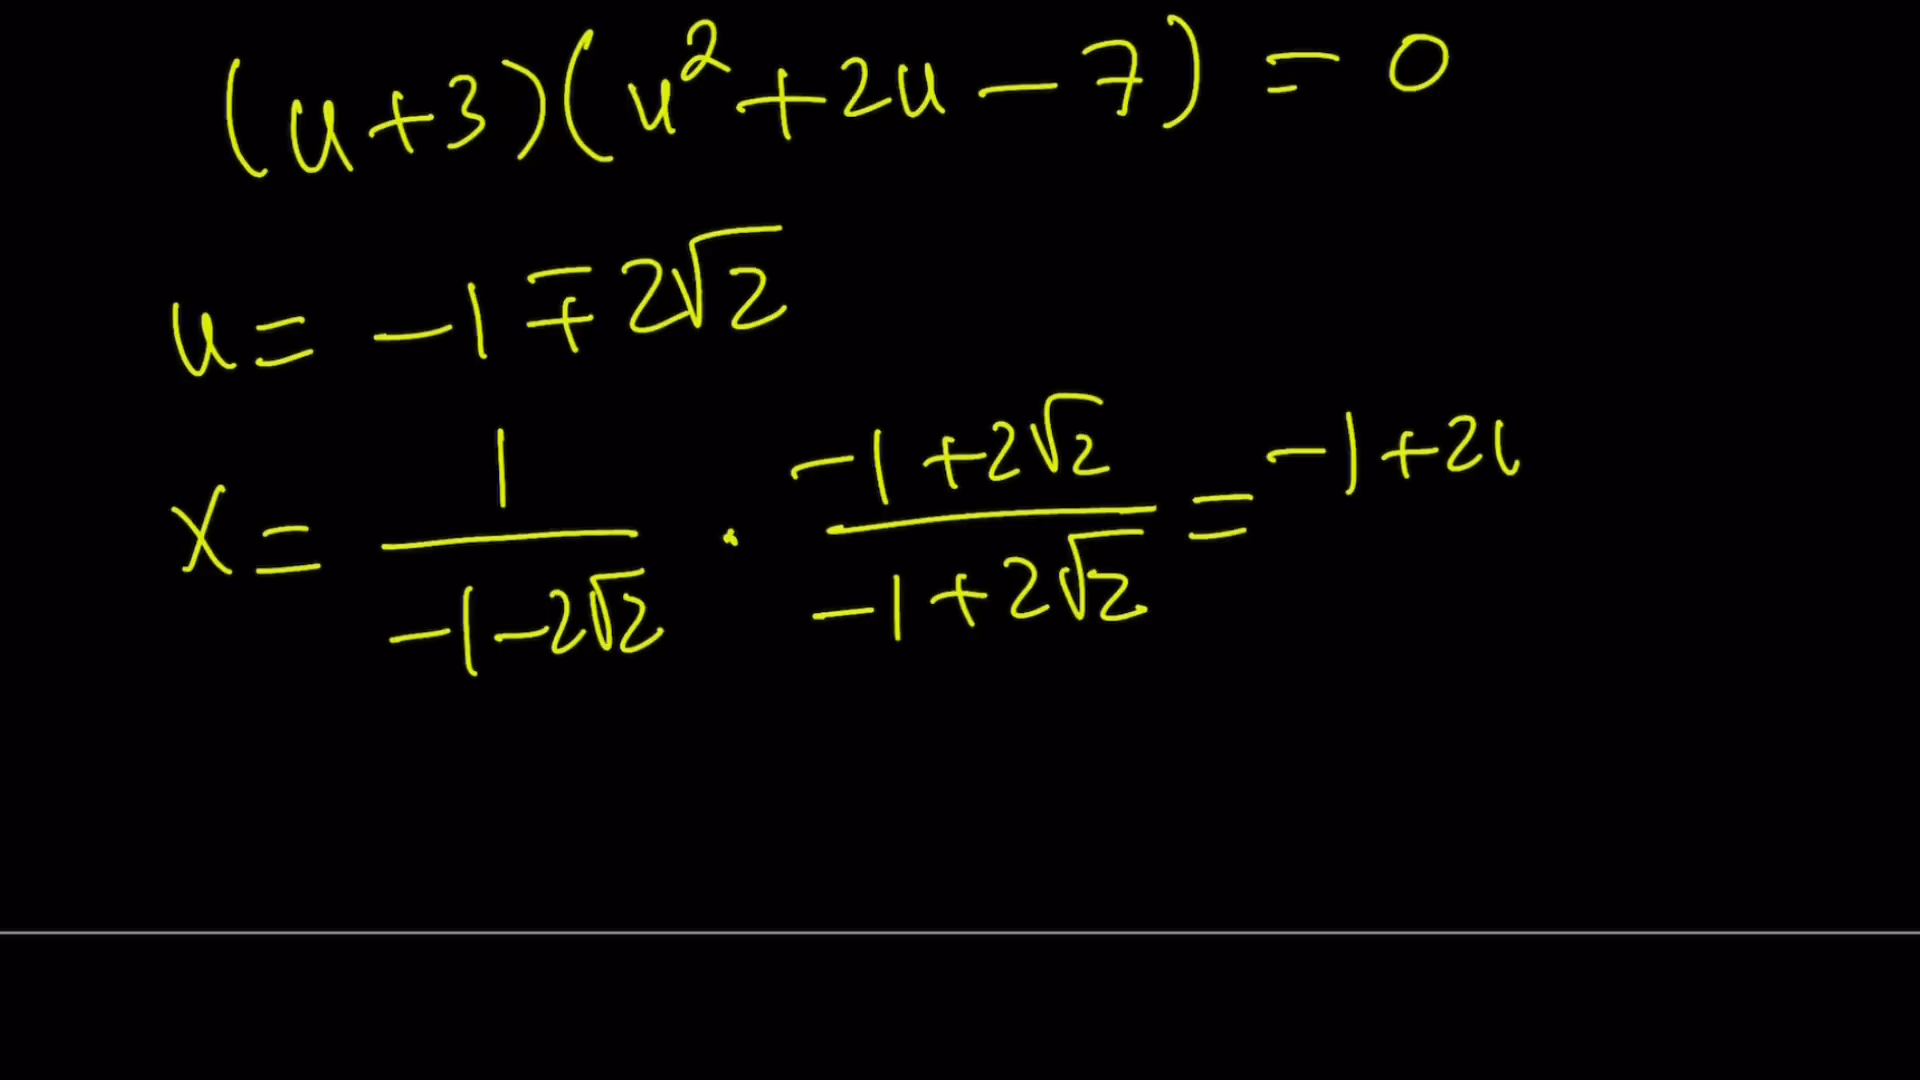 (u+3)(u²+2u-7)=0
u=-1∓2√2
x=1/(-1-2√2) · (-1+2√2)/(-1+2√2)=-1+2